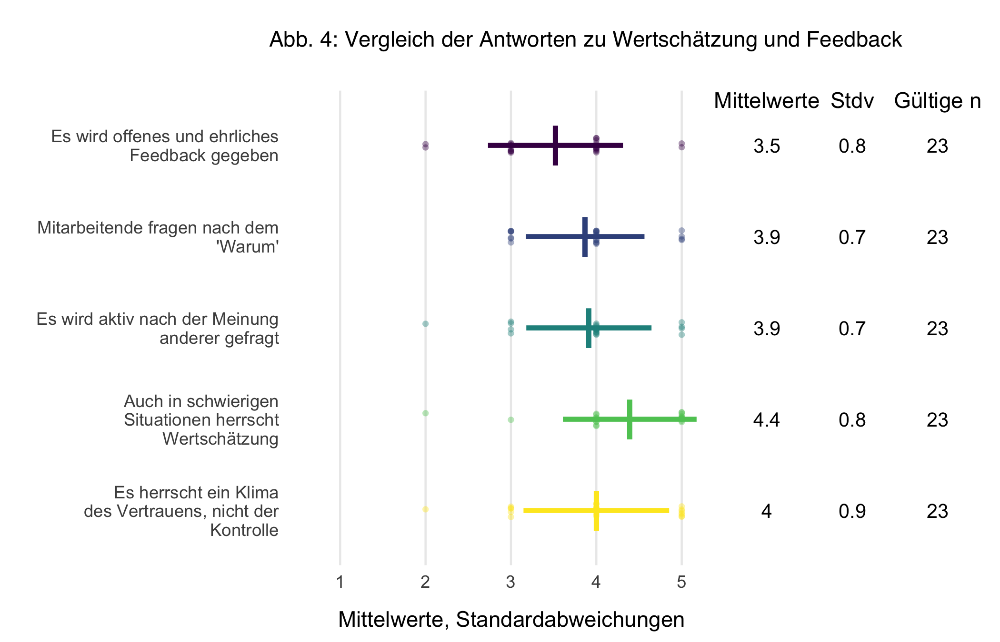 Abb. 4: Vergleich der Antworten zu Wertschätzung und Feedback
Mittelwerte Stdv Gültige n
Es wird offenes und ehrliches
Feedback gegeben
3.5 0.8 23
Mitarbeitende fragen nach dem
'Warum'
3.9 0.7 23
Es wird aktiv nach der Meinung
anderer gefragt
3.9 0.7 23
Auch in schwierigen
Situationen herrscht
Wertschätzung
4.4 0.8 23
Es herrscht ein Klima
des Vertrauens, nicht der
Kontrolle
4 0.9 23
1 2 3 4 5
Mittelwerte, Standardabweichungen